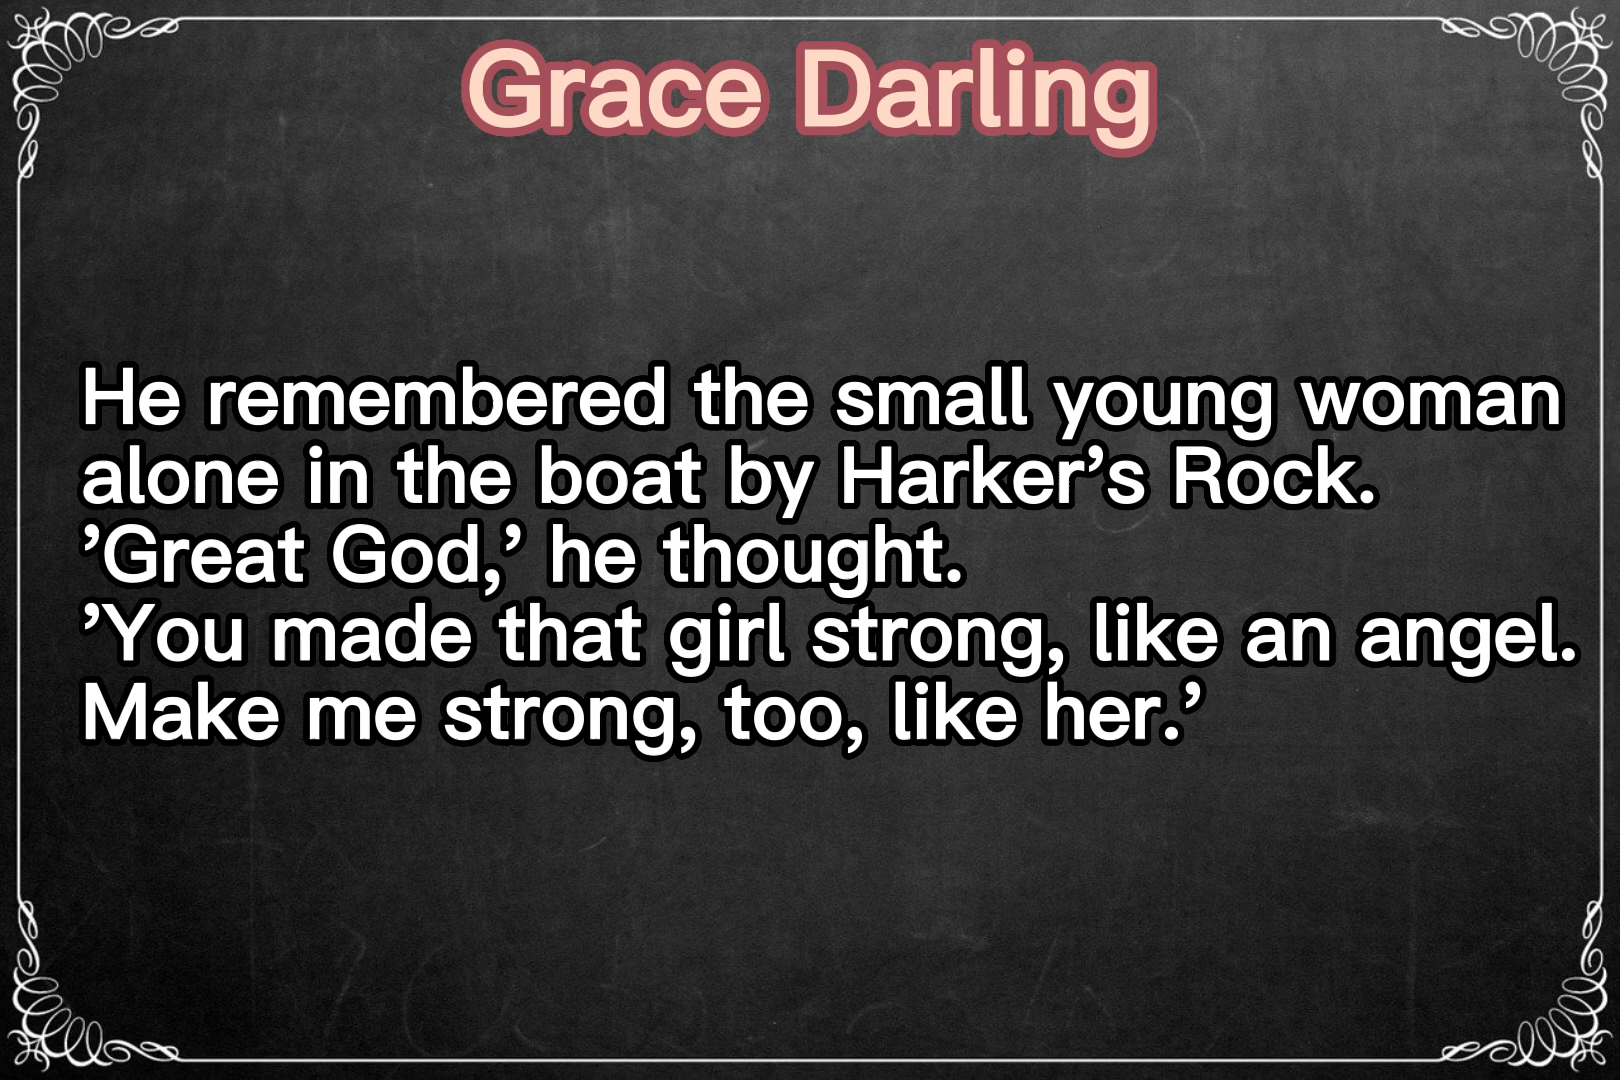 Grace Darling
He remembered the small young woman
alone in the boat by Harker’s Rock.
’Great God,’ he thought.
’You made that girl strong, like an angel.
Make me strong, too, like her.’